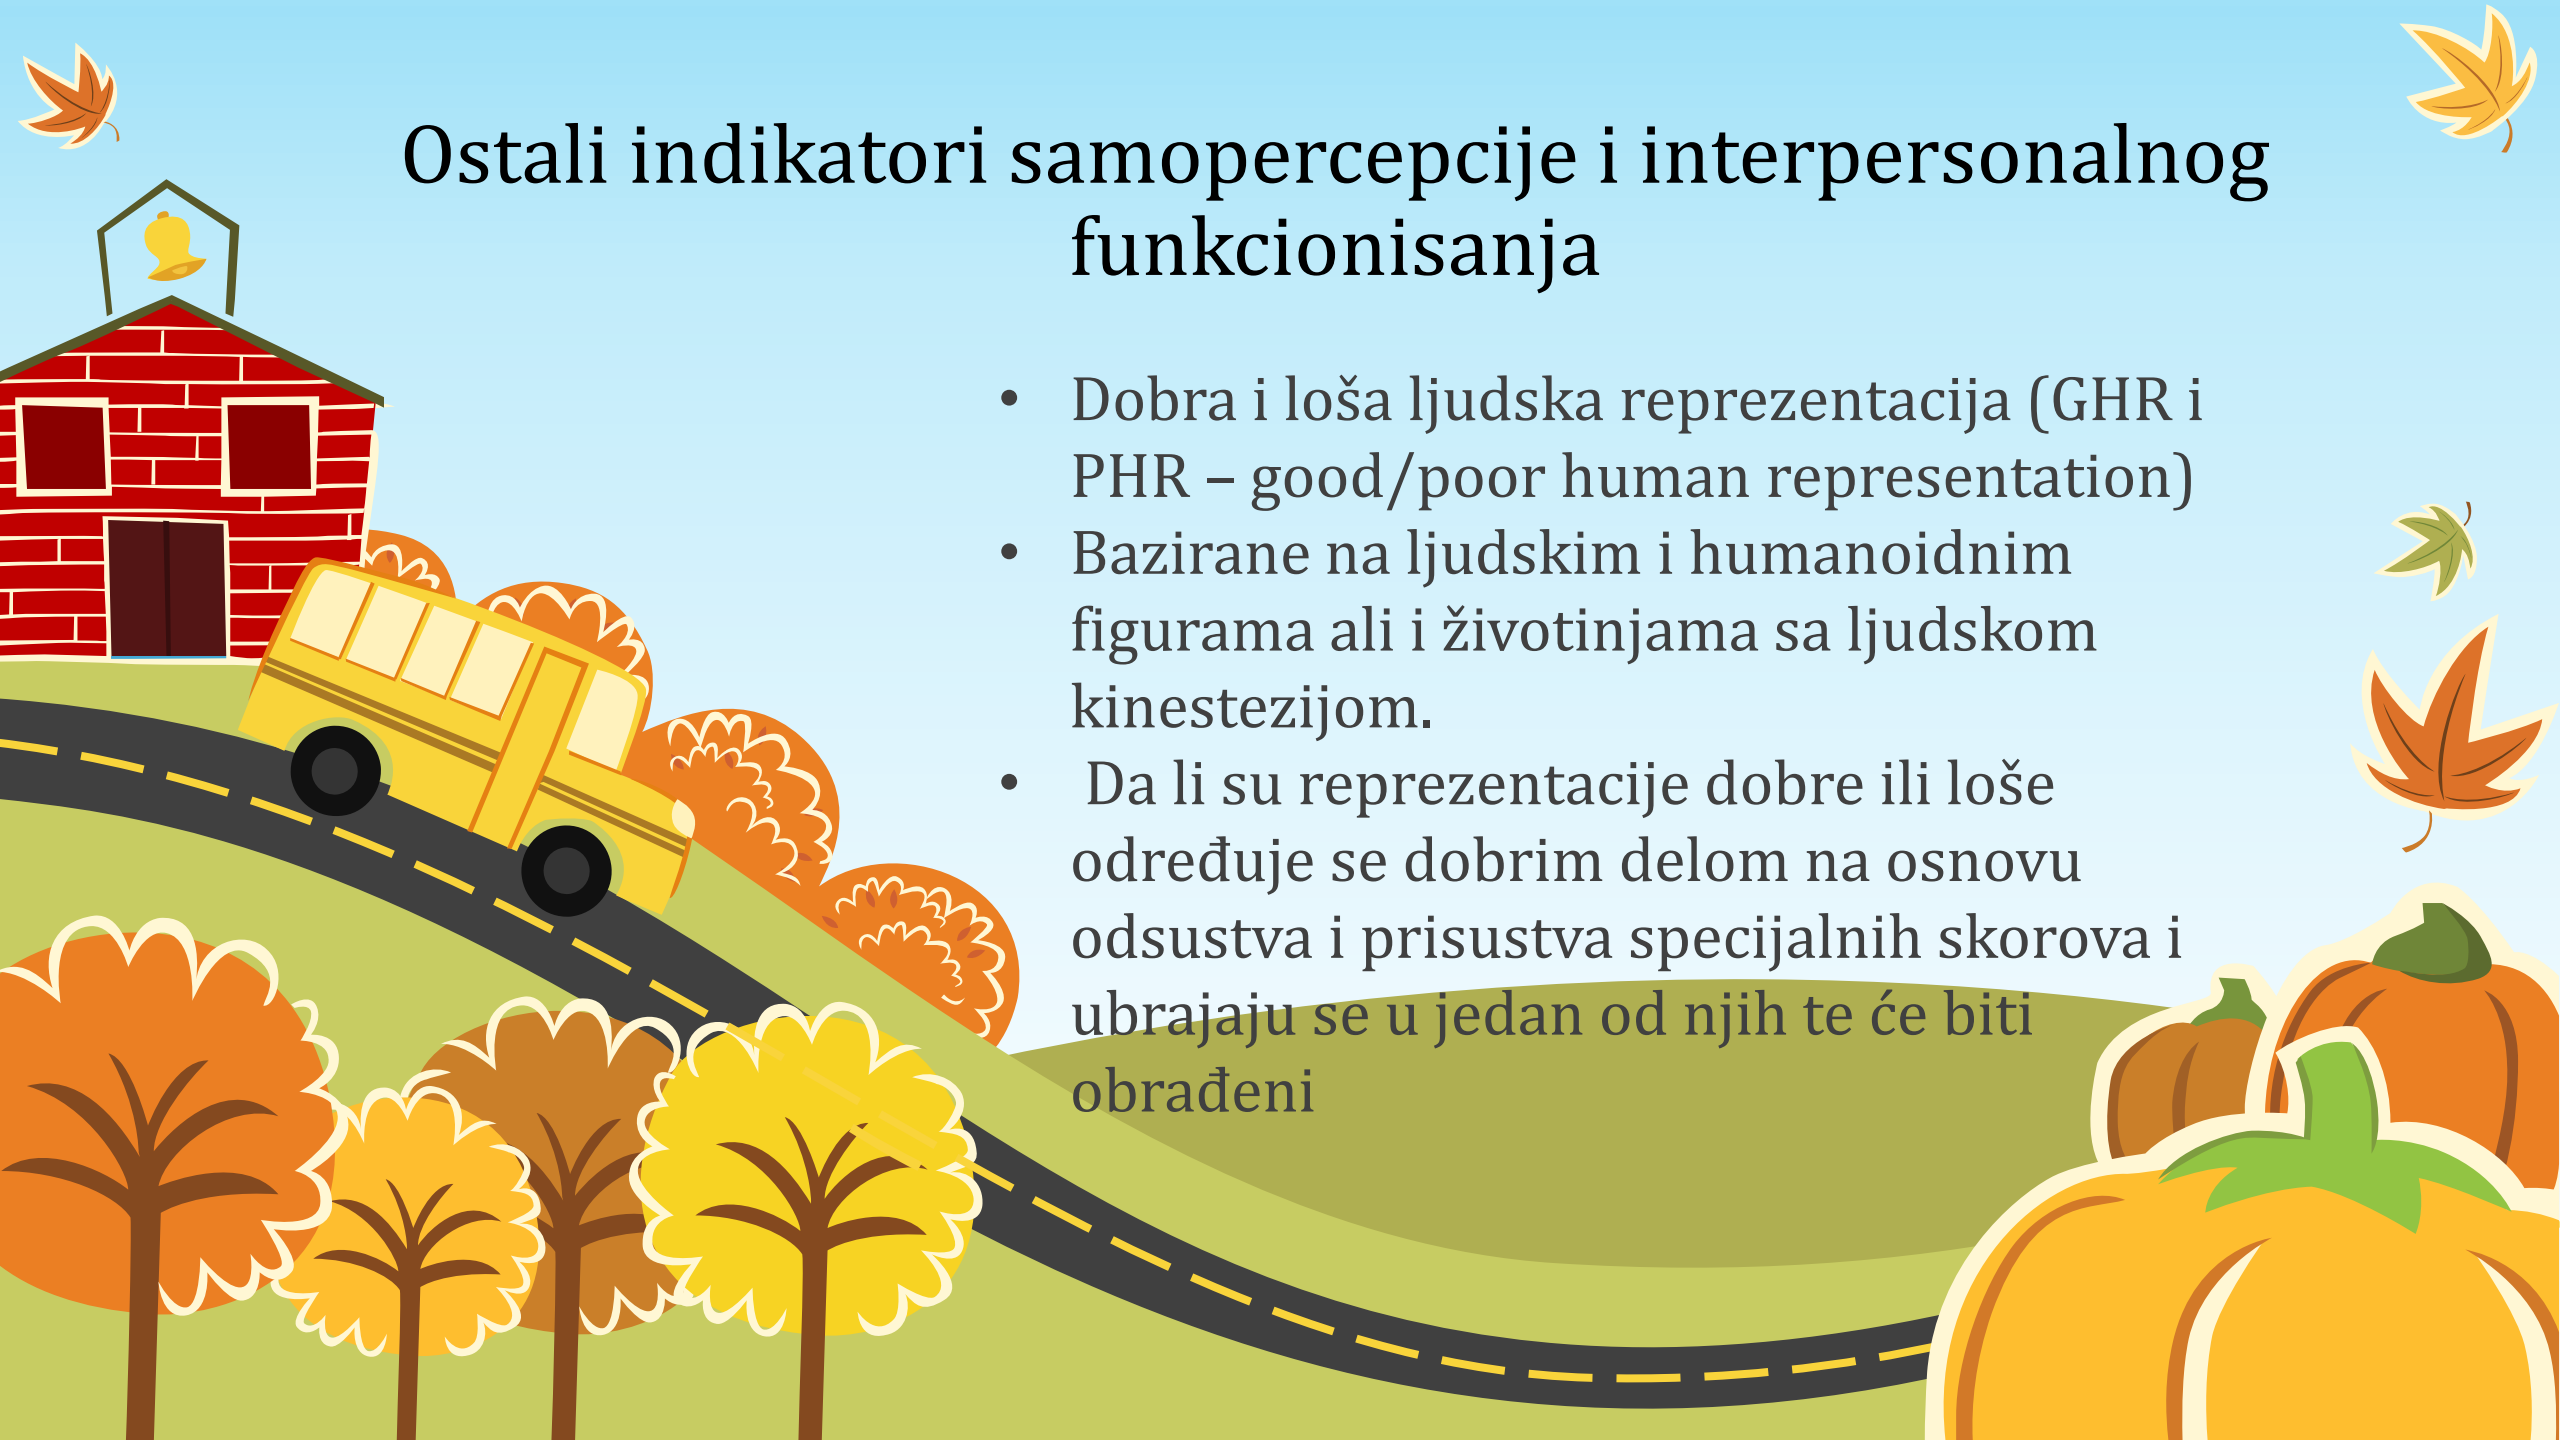 Ostali indikatori samopercepcije i interpersonalnog
funkcionisanja
• Dobra i loša ljudska reprezentacija (GHR i
PHR – good/poor human representation)
• Bazirane na ljudskim i humanoidnim
figurama ali i životinjama sa ljudskom
kinestezijom.
• Da li su reprezentacije dobre ili loše
određuje se dobrim delom na osnovu
odsustva i prisustva specijalnih skorova i
ubrajaju se u jedan od njih te će biti
obrađeni